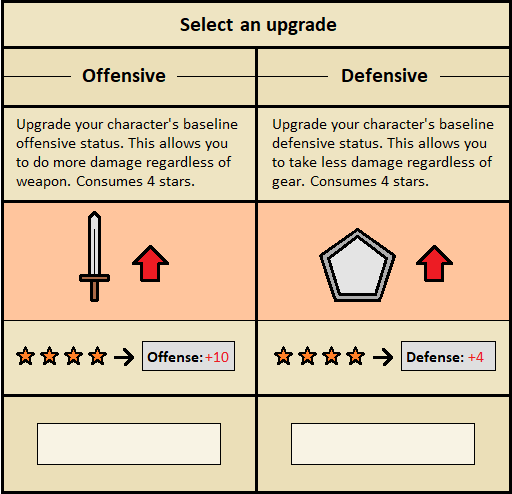 Select an upgrade
Offensive
Defensive
Upgrade your character's baseline
offensive status. This allows you
to do more damage regardless of
weapon. Consumes 4 stars.
Upgrade your character's baseline
defensive status. This allows you
to take less damage regardless of
gear. Consumes 4 stars.
Offense: +10
Defense: +4